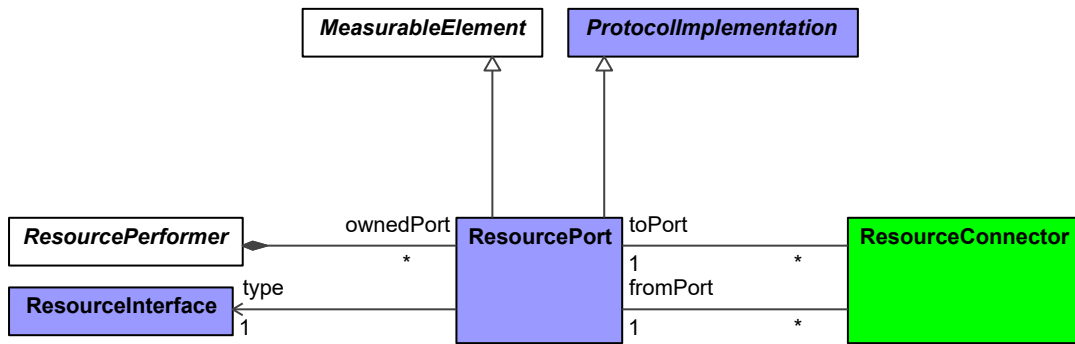 MeasurableElement
ProtocolImplementation
ownedPort
toPort
ResourcePerformer
ResourcePort
ResourceConnector
*
1
*
type
fromPort
ResourceInterface
1
1
*